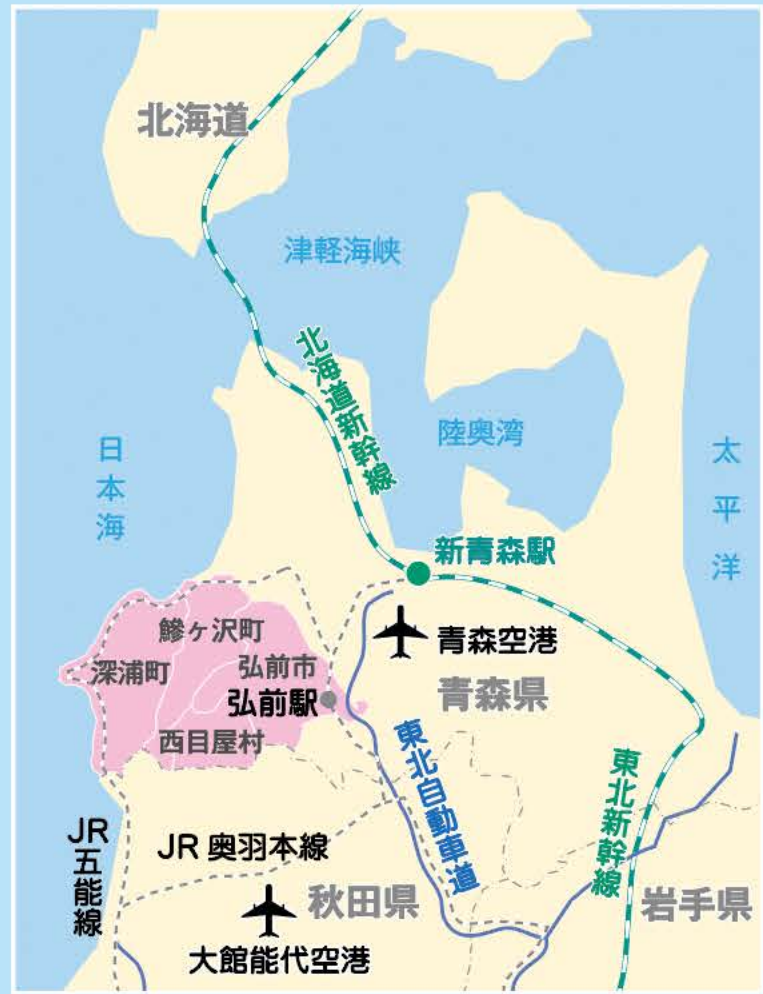 北海道
津軽海峡
北海道新幹線
陸奥湾
日本海
太平洋
新青森駅
鰺ヶ沢町
青森空港
深浦町
弘前市
弘前駅
青森県
西目屋村
東北自動車道
東北新幹線
JR五能線
JR 奥羽本線
秋田県
岩手県
大館能代空港